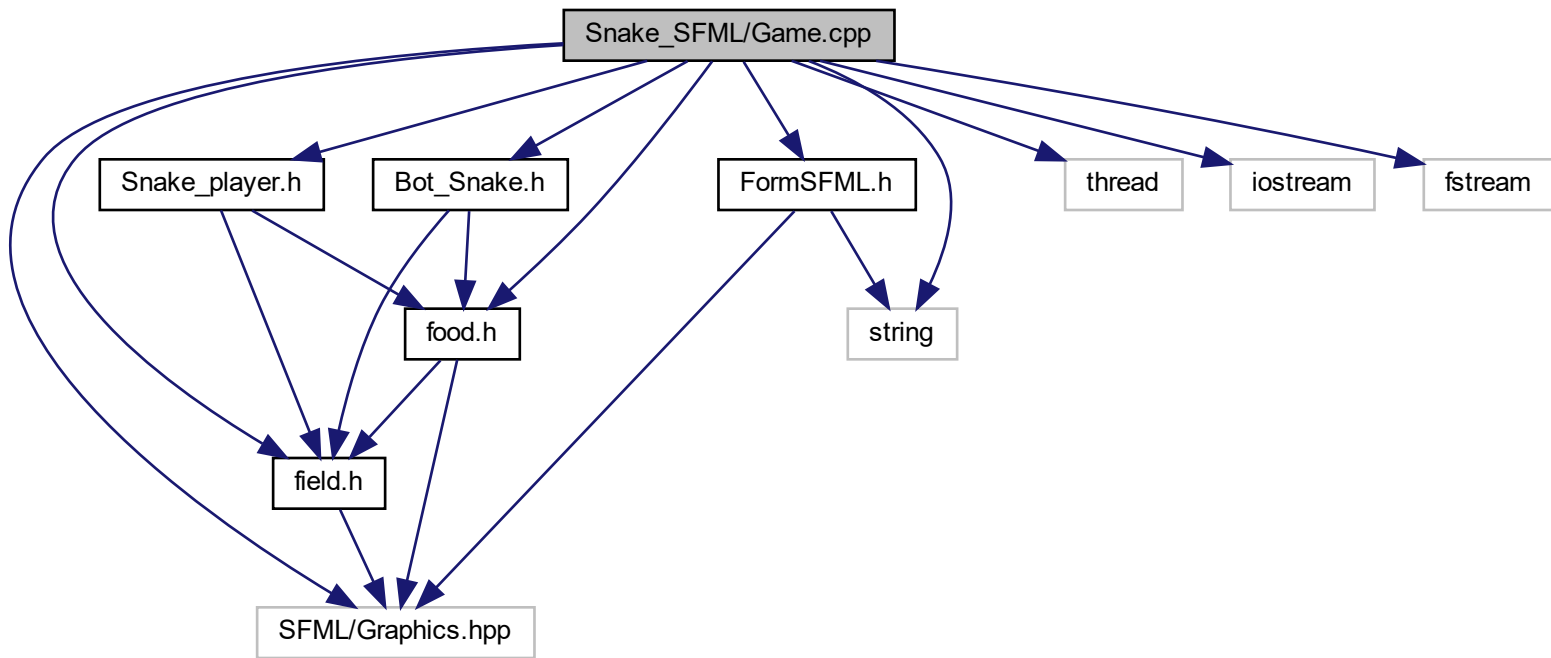 Snake_SFML/Game.cpp
Snake_player.h
Bot_Snake.h
FormSFML.h
thread
iostream
fstream
food.h
string
field.h
SFML/Graphics.hpp